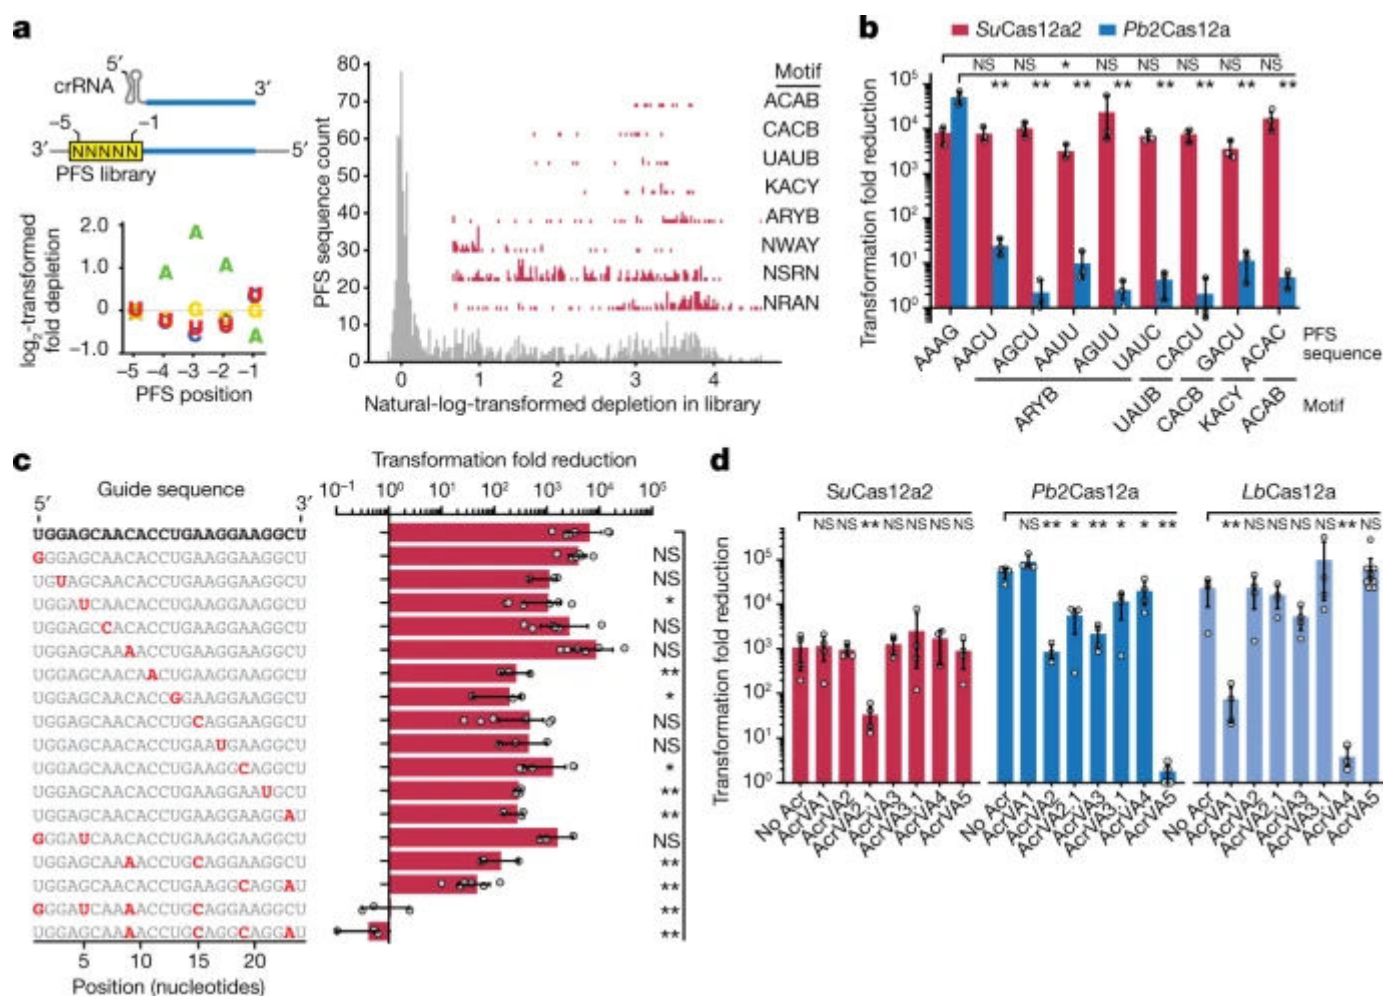 a
5′
crRNA
3′
−5
−1
3′
NNNNN
5′
PFS library
log2-transformed
fold depletion
2.0
1.0
0
−1.0
A
A
A
U
G
A
−5 −4 −3 −2 −1
PFS position
PFS sequence count
80
70
60
50
40
30
20
10
0
Motif
ACAB
CACB
UAUB
KACY
ARYB
NWAY
NSRN
NRAN
0 1 2 3 4
Natural-log-transformed depletion in library
b
SuCas12a2 Pb2Cas12a
NS NS * NS NS NS NS NS
** ** ** ** ** ** ** **
Transformation fold reduction
10^5
10^4
10^3
10^2
10^1
10^0
AAAG AACU AGCU AAUU AGUU UAUC CACU GACU ACAC
PFS
sequence
ARYB UAUB CACB KACY ACAB
Motif
c
Transformation fold reduction
Guide sequence
10^−1 10^0 10^1 10^2 10^3 10^4 10^5
5′ 3′
UGGAGCAACACCUGAAGGAAGGCU
GGGAGCAACACCUGAAGGAAGGCU NS
UGUAGCAACACCUGAAGGAAGGCU NS
UGGAUCAACACCUGAAGGAAGGCU *
UGGAGCCACACCUGAAGGAAGGCU NS
UGGAGCAAAACCUGAAGGAAGGCU NS
UGGAGCAACAACUGAAGGAAGGCU **
UGGAGCAACACCGGAAGGAAGGCU *
UGGAGCAACACCUGCAGGAAGGCU NS
UGGAGCAACACCUGAAUGAAGGCU NS
UGGAGCAACACCUGAAGGCAGGCU *
UGGAGCAACACCUGAAGGAAUGCU **
UGGAGCAACACCUGAAGGAAGGAU **
GGGAUCAACACCUGAAGGAAGGCU NS
UGGAGCAAAACCUGCAGGAAGGCU **
UGGAGCAACACCUGAAGGCAGGAU **
GGGAUCAAAACCUGCAGGAAGGCU **
UGGAGCAAAACCUGCAGGCAGGAU **
5 10 15 20
Position (nucleotides)
d
SuCas12a2 Pb2Cas12a LbCas12a
NS NS ** NS NS NS NS
NS ** * ** * * **
** NS NS NS NS ** NS
Transformation fold reduction
10^5
10^4
10^3
10^2
10^1
10^0
No Acr AcrVA1 AcrVA2 AcrVA2.1 AcrVA3 AcrVA3.1 AcrVA4 AcrVA5
No Acr AcrVA1 AcrVA2 AcrVA2.1 AcrVA3 AcrVA3.1 AcrVA4 AcrVA5
No Acr AcrVA1 AcrVA2 AcrVA2.1 AcrVA3 AcrVA3.1 AcrVA4 AcrVA5